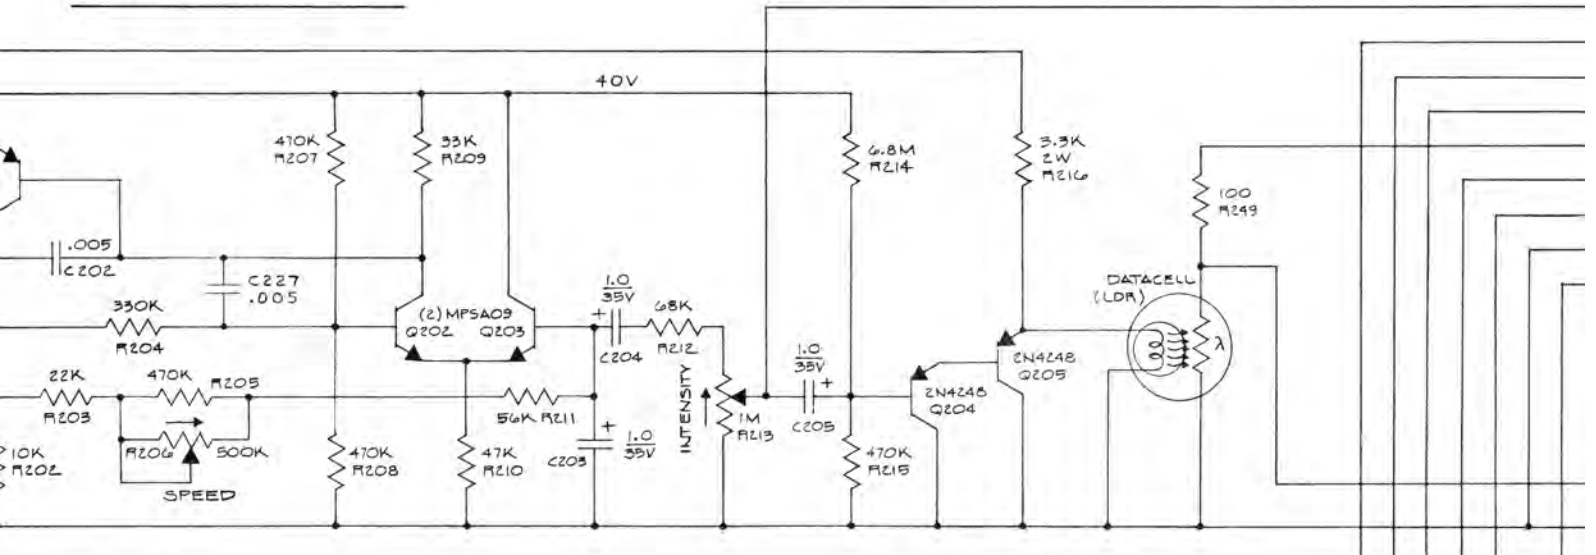 40V
470K
R207
33K
R209
6.8M
R214
3.3K
2W
R216
100
R249
.005
C202
C227
.005
DATACELL
(LDR)
330K
R204
(2) MPSA09
Q202
Q203
1.0
35V
C204
68K
R212
λ
1.0
35V
C205
2N4248
Q205
2N4248
Q204
22K
R203
470K
R205
56K R211
INTENSITY
1M
R213
R206
500K
SPEED
10K
R202
470K
R208
47K
R210
C203
1.0
35V
470K
R215